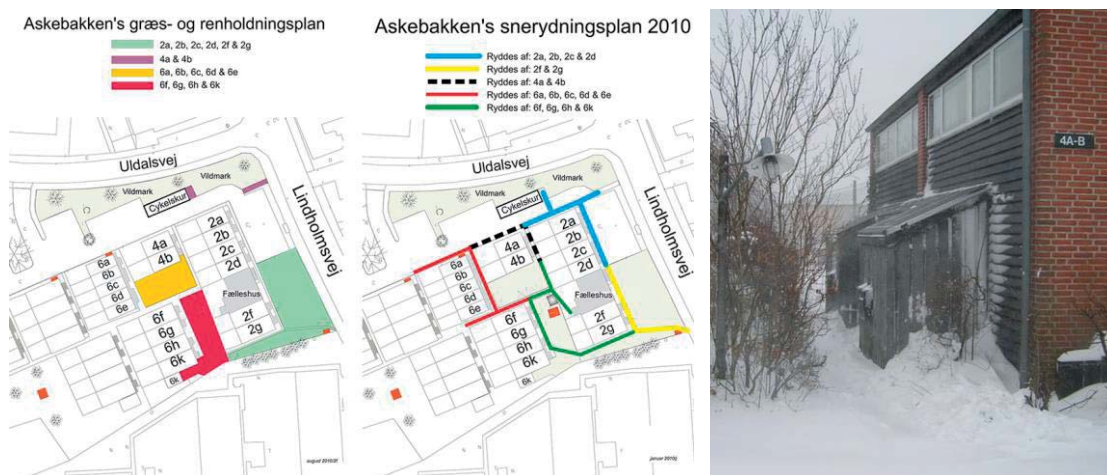 Askebakken's græs- og renholdningsplan
2a, 2b, 2c, 2d, 2f & 2g
4a & 4b
6a, 6b, 6c, 6d & 6e
6f, 6g, 6h & 6k
Uldalsvej
Vildmark
Vildmark
Cykelskur
Lindholmsvej
2a
2b
2c
2d
4a
4b
6a
6b
6c
6d
6e
Fælleshus
6f
6g
6h
6k
2f
2g
6k
Askebakken's snerydningsplan 2010
Ryddes af: 2a, 2b, 2c & 2d
Ryddes af: 2f & 2g
Ryddes af: 4a & 4b
Ryddes af: 6a, 6b, 6c, 6d & 6e
Ryddes af: 6f, 6g, 6h & 6k
Uldalsvej
Vildmark
Vildmark
Cykelskur
Lindholmsvej
2a
2b
2c
2d
4a
4b
6a
6b
6c
6d
6e
Fælleshus
6f
6g
6h
6k
2f
2g
6k
4A-B